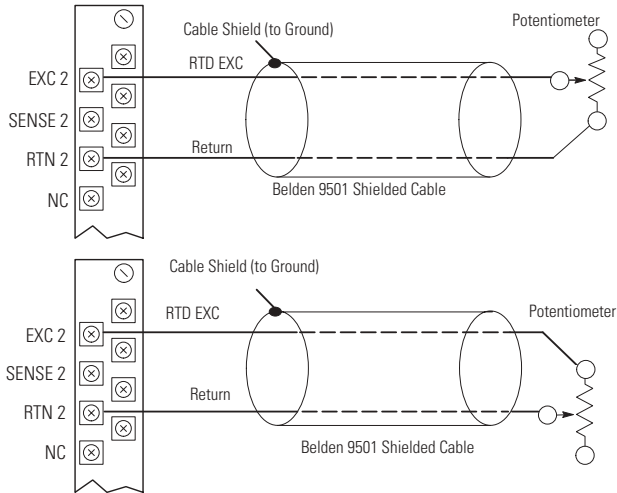 Cable Shield (to Ground)
Potentiometer
RTD EXC
EXC 2
SENSE 2
Return
RTN 2
Belden 9501 Shielded Cable
NC
Cable Shield (to Ground)
RTD EXC
Potentiometer
EXC 2
SENSE 2
Return
RTN 2
Belden 9501 Shielded Cable
NC